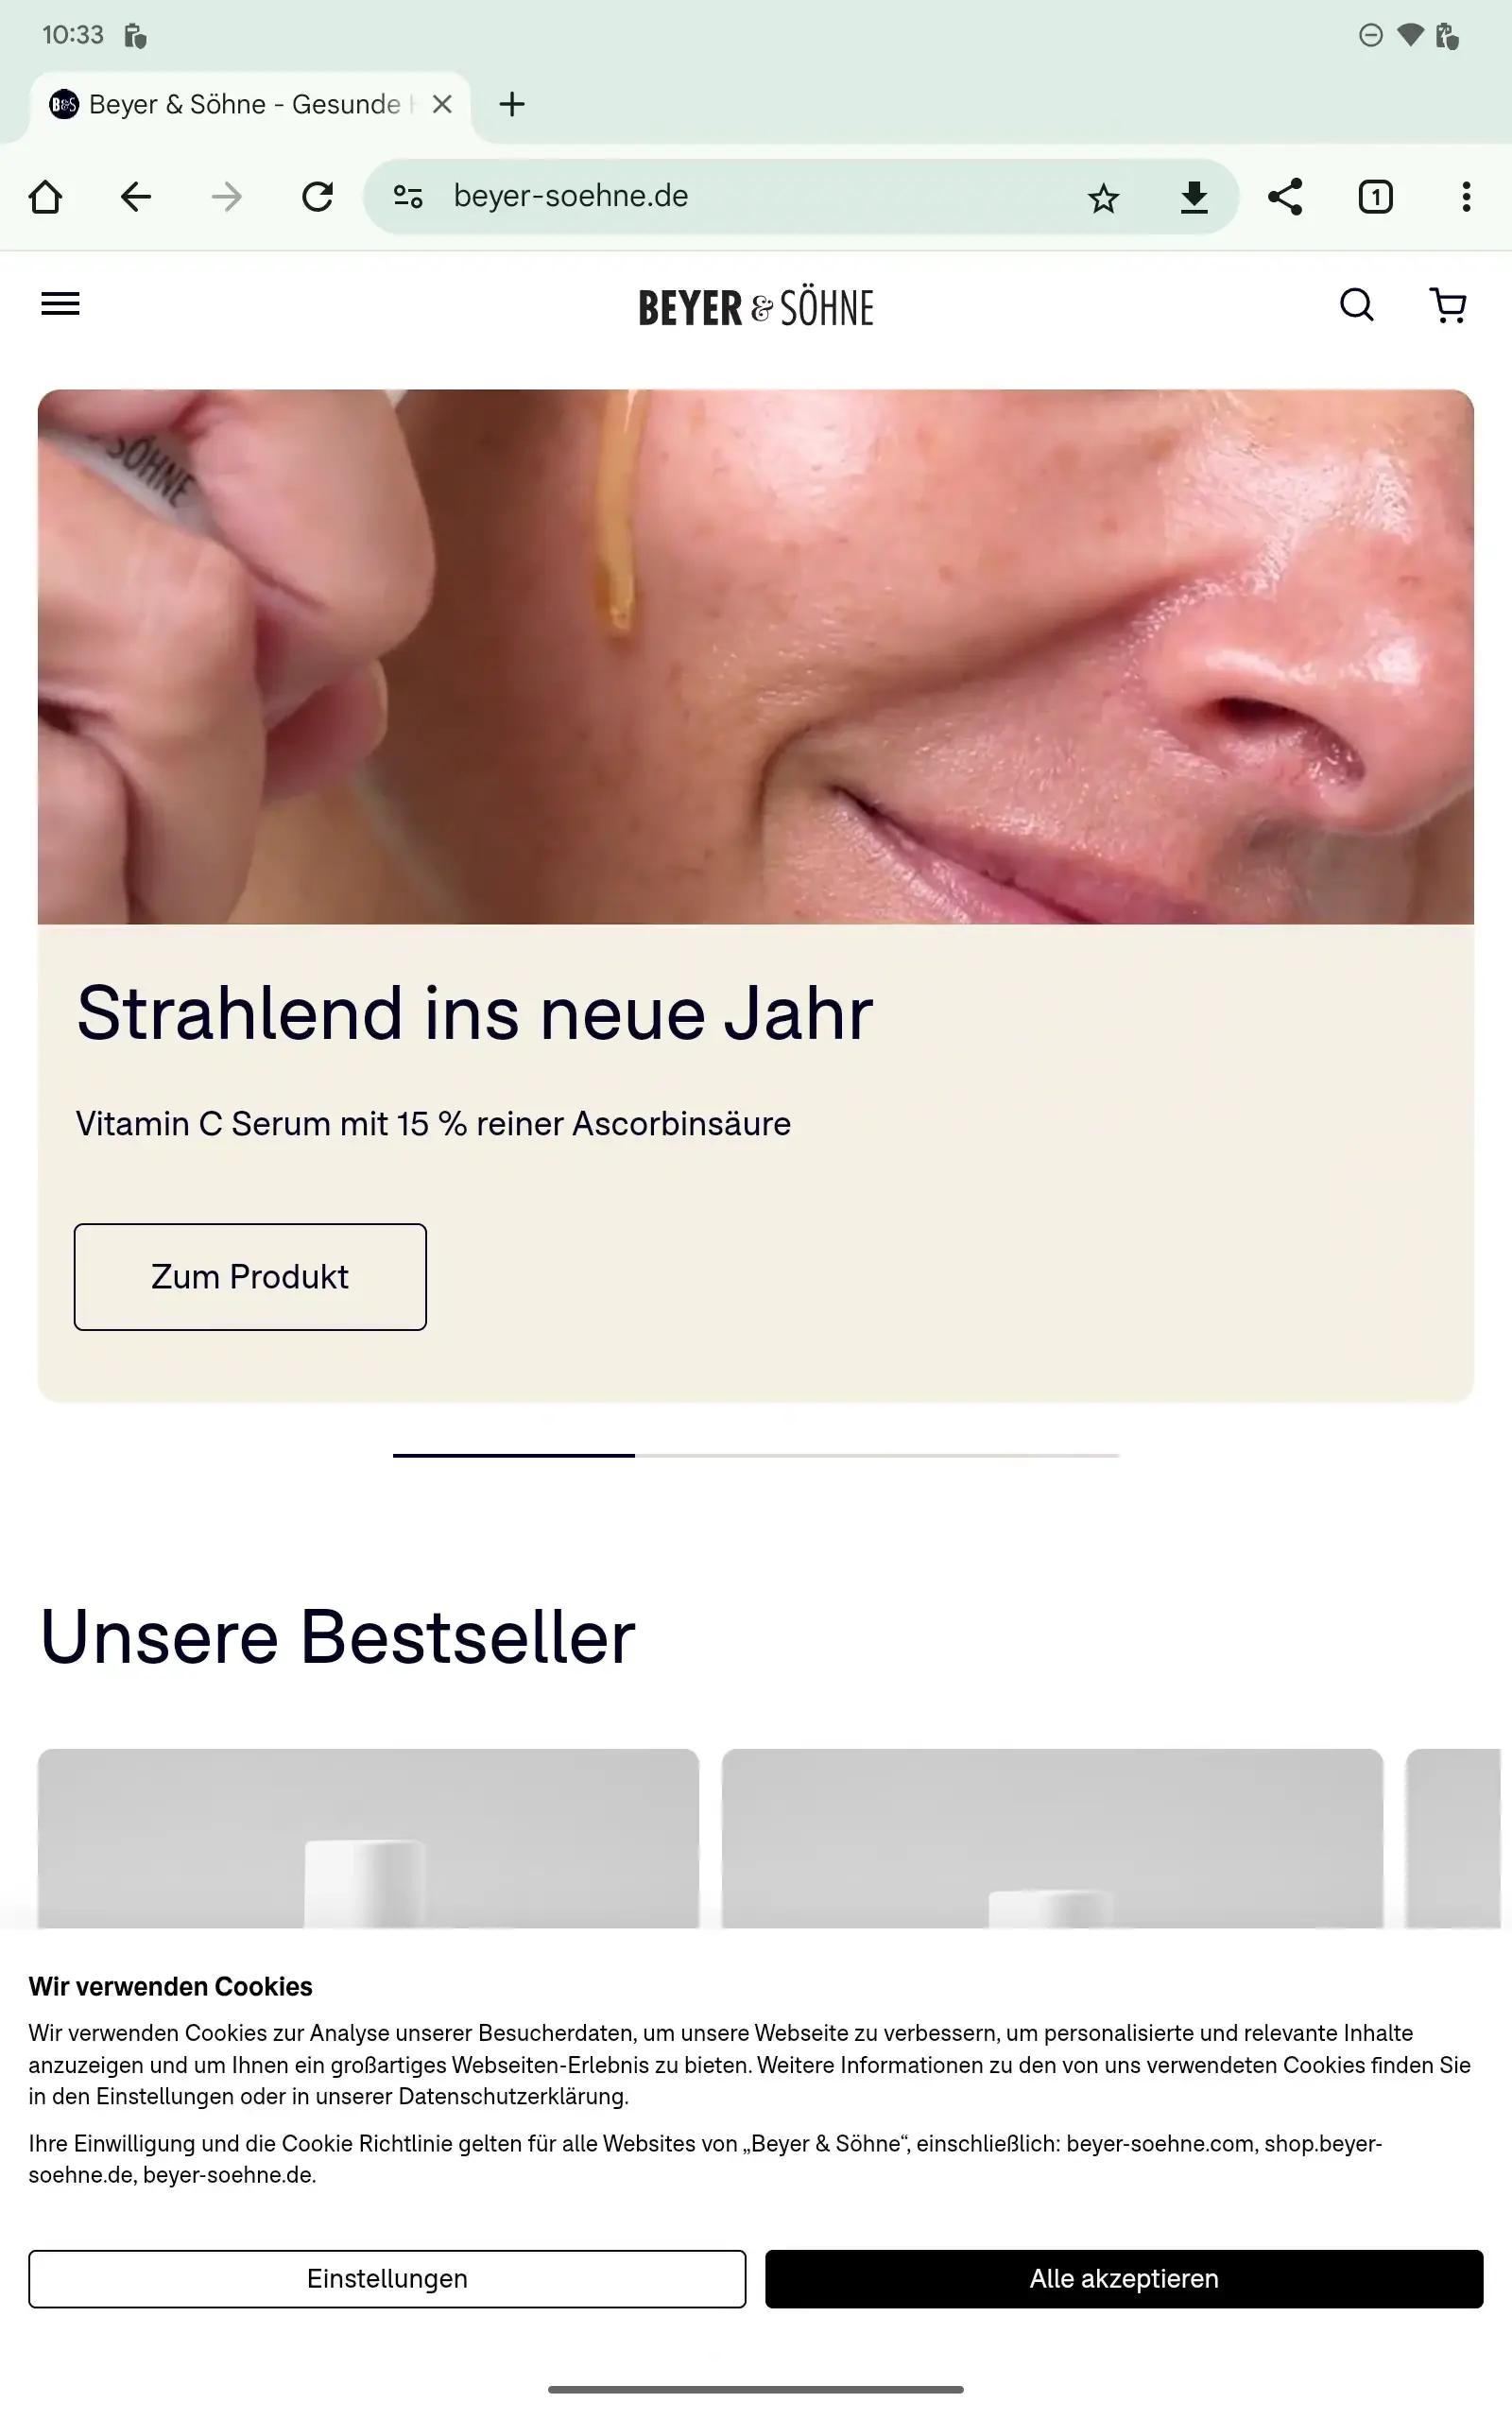 10:33
Beyer & Söhne - Gesunde
beyer-soehne.de
1
BEYER & SÖHNE
SÖHNE
Strahlend ins neue Jahr
Vitamin C Serum mit 15 % reiner Ascorbinsäure
Zum Produkt
Unsere Bestseller
Wir verwenden Cookies
Wir verwenden Cookies zur Analyse unserer Besucherdaten, um unsere Webseite zu verbessern, um personalisierte und relevante Inhalte
anzuzeigen und um Ihnen ein großartiges Webseiten-Erlebnis zu bieten. Weitere Informationen zu den von uns verwendeten Cookies finden Sie
in den Einstellungen oder in unserer Datenschutzerklärung.
Ihre Einwilligung und die Cookie Richtlinie gelten für alle Websites von „Beyer & Söhne“, einschließlich: beyer-soehne.com, shop.beyer-
soehne.de, beyer-soehne.de.
Einstellungen
Alle akzeptieren